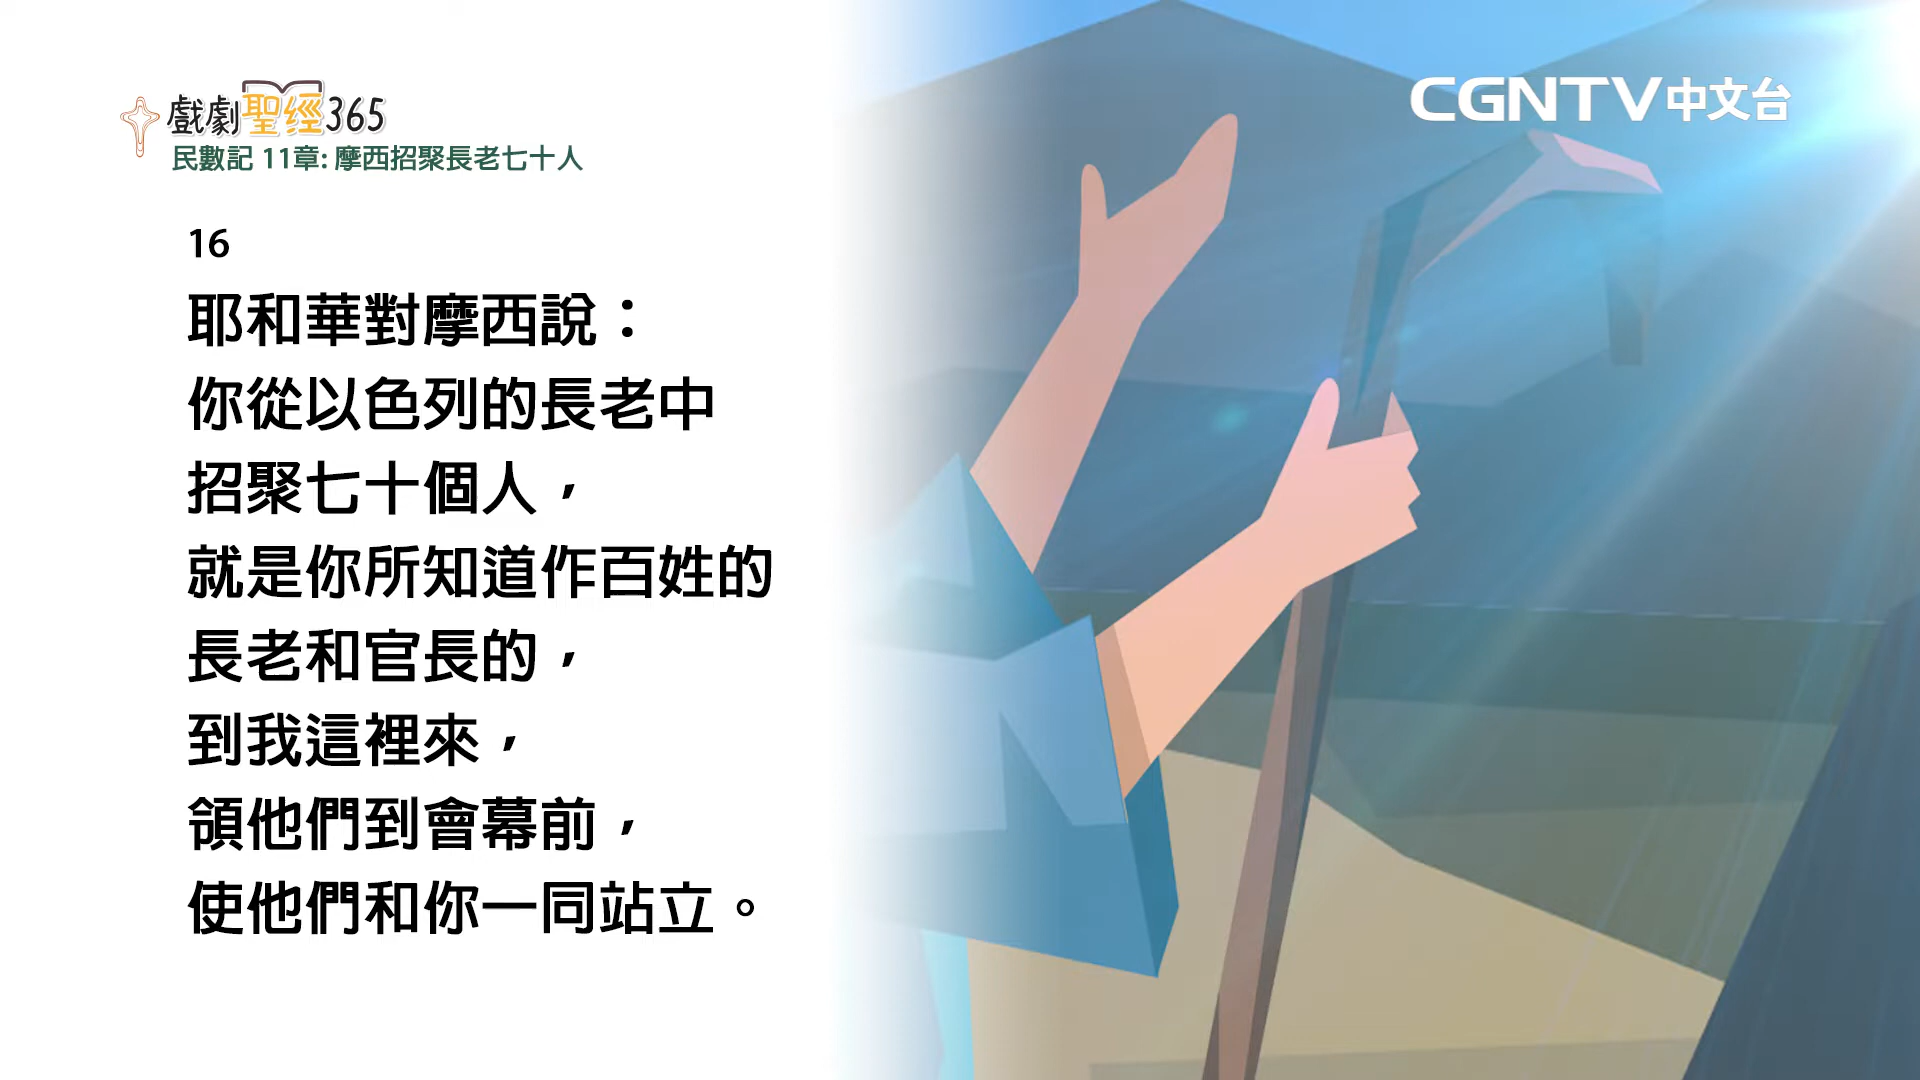 戲劇聖經365
民數記 11章: 摩西招聚長老七十人
CGNTV中文台
16
耶和華對摩西說：
你從以色列的長老中
招聚七十個人，
就是你所知道作百姓的
長老和官長的，
到我這裡來，
領他們到會幕前，
使他們和你一同站立。